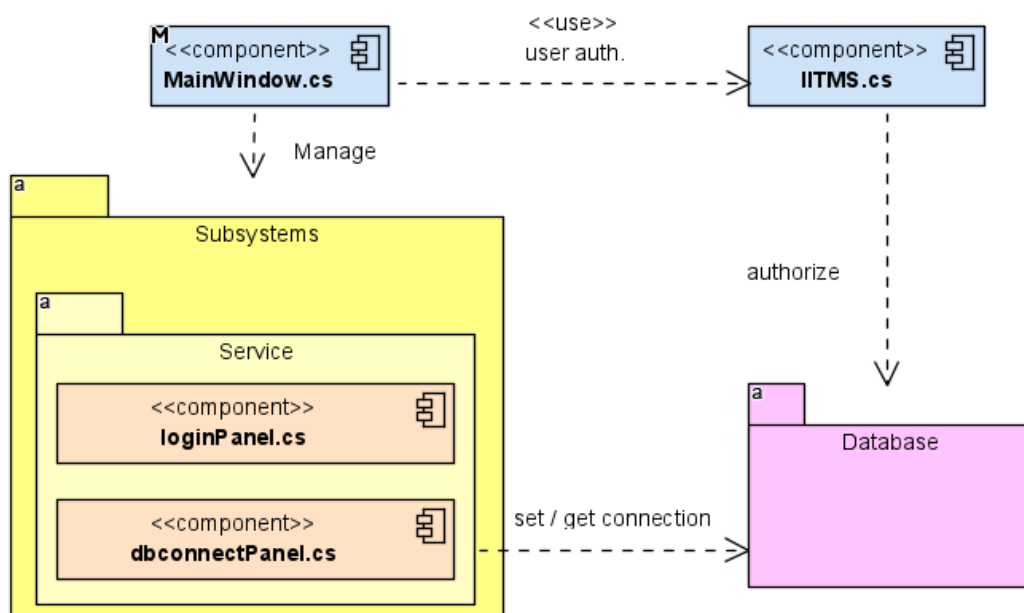 M
<<component>>
MainWindow.cs
<<use>>
user auth.
<<component>>
IITMS.cs
Manage
a
Subsystems
authorize
a
Service
<<component>>
loginPanel.cs
a
Database
<<component>>
dbconnectPanel.cs
set / get connection